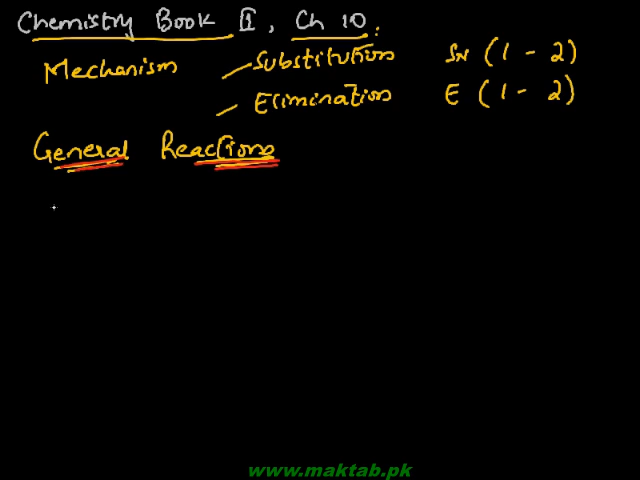 Chemistry Book II, Ch 10:
Mechanism Substitution SN (1 - 2)
Elimination E (1 - 2)
General Reactions
www.maktab.pk